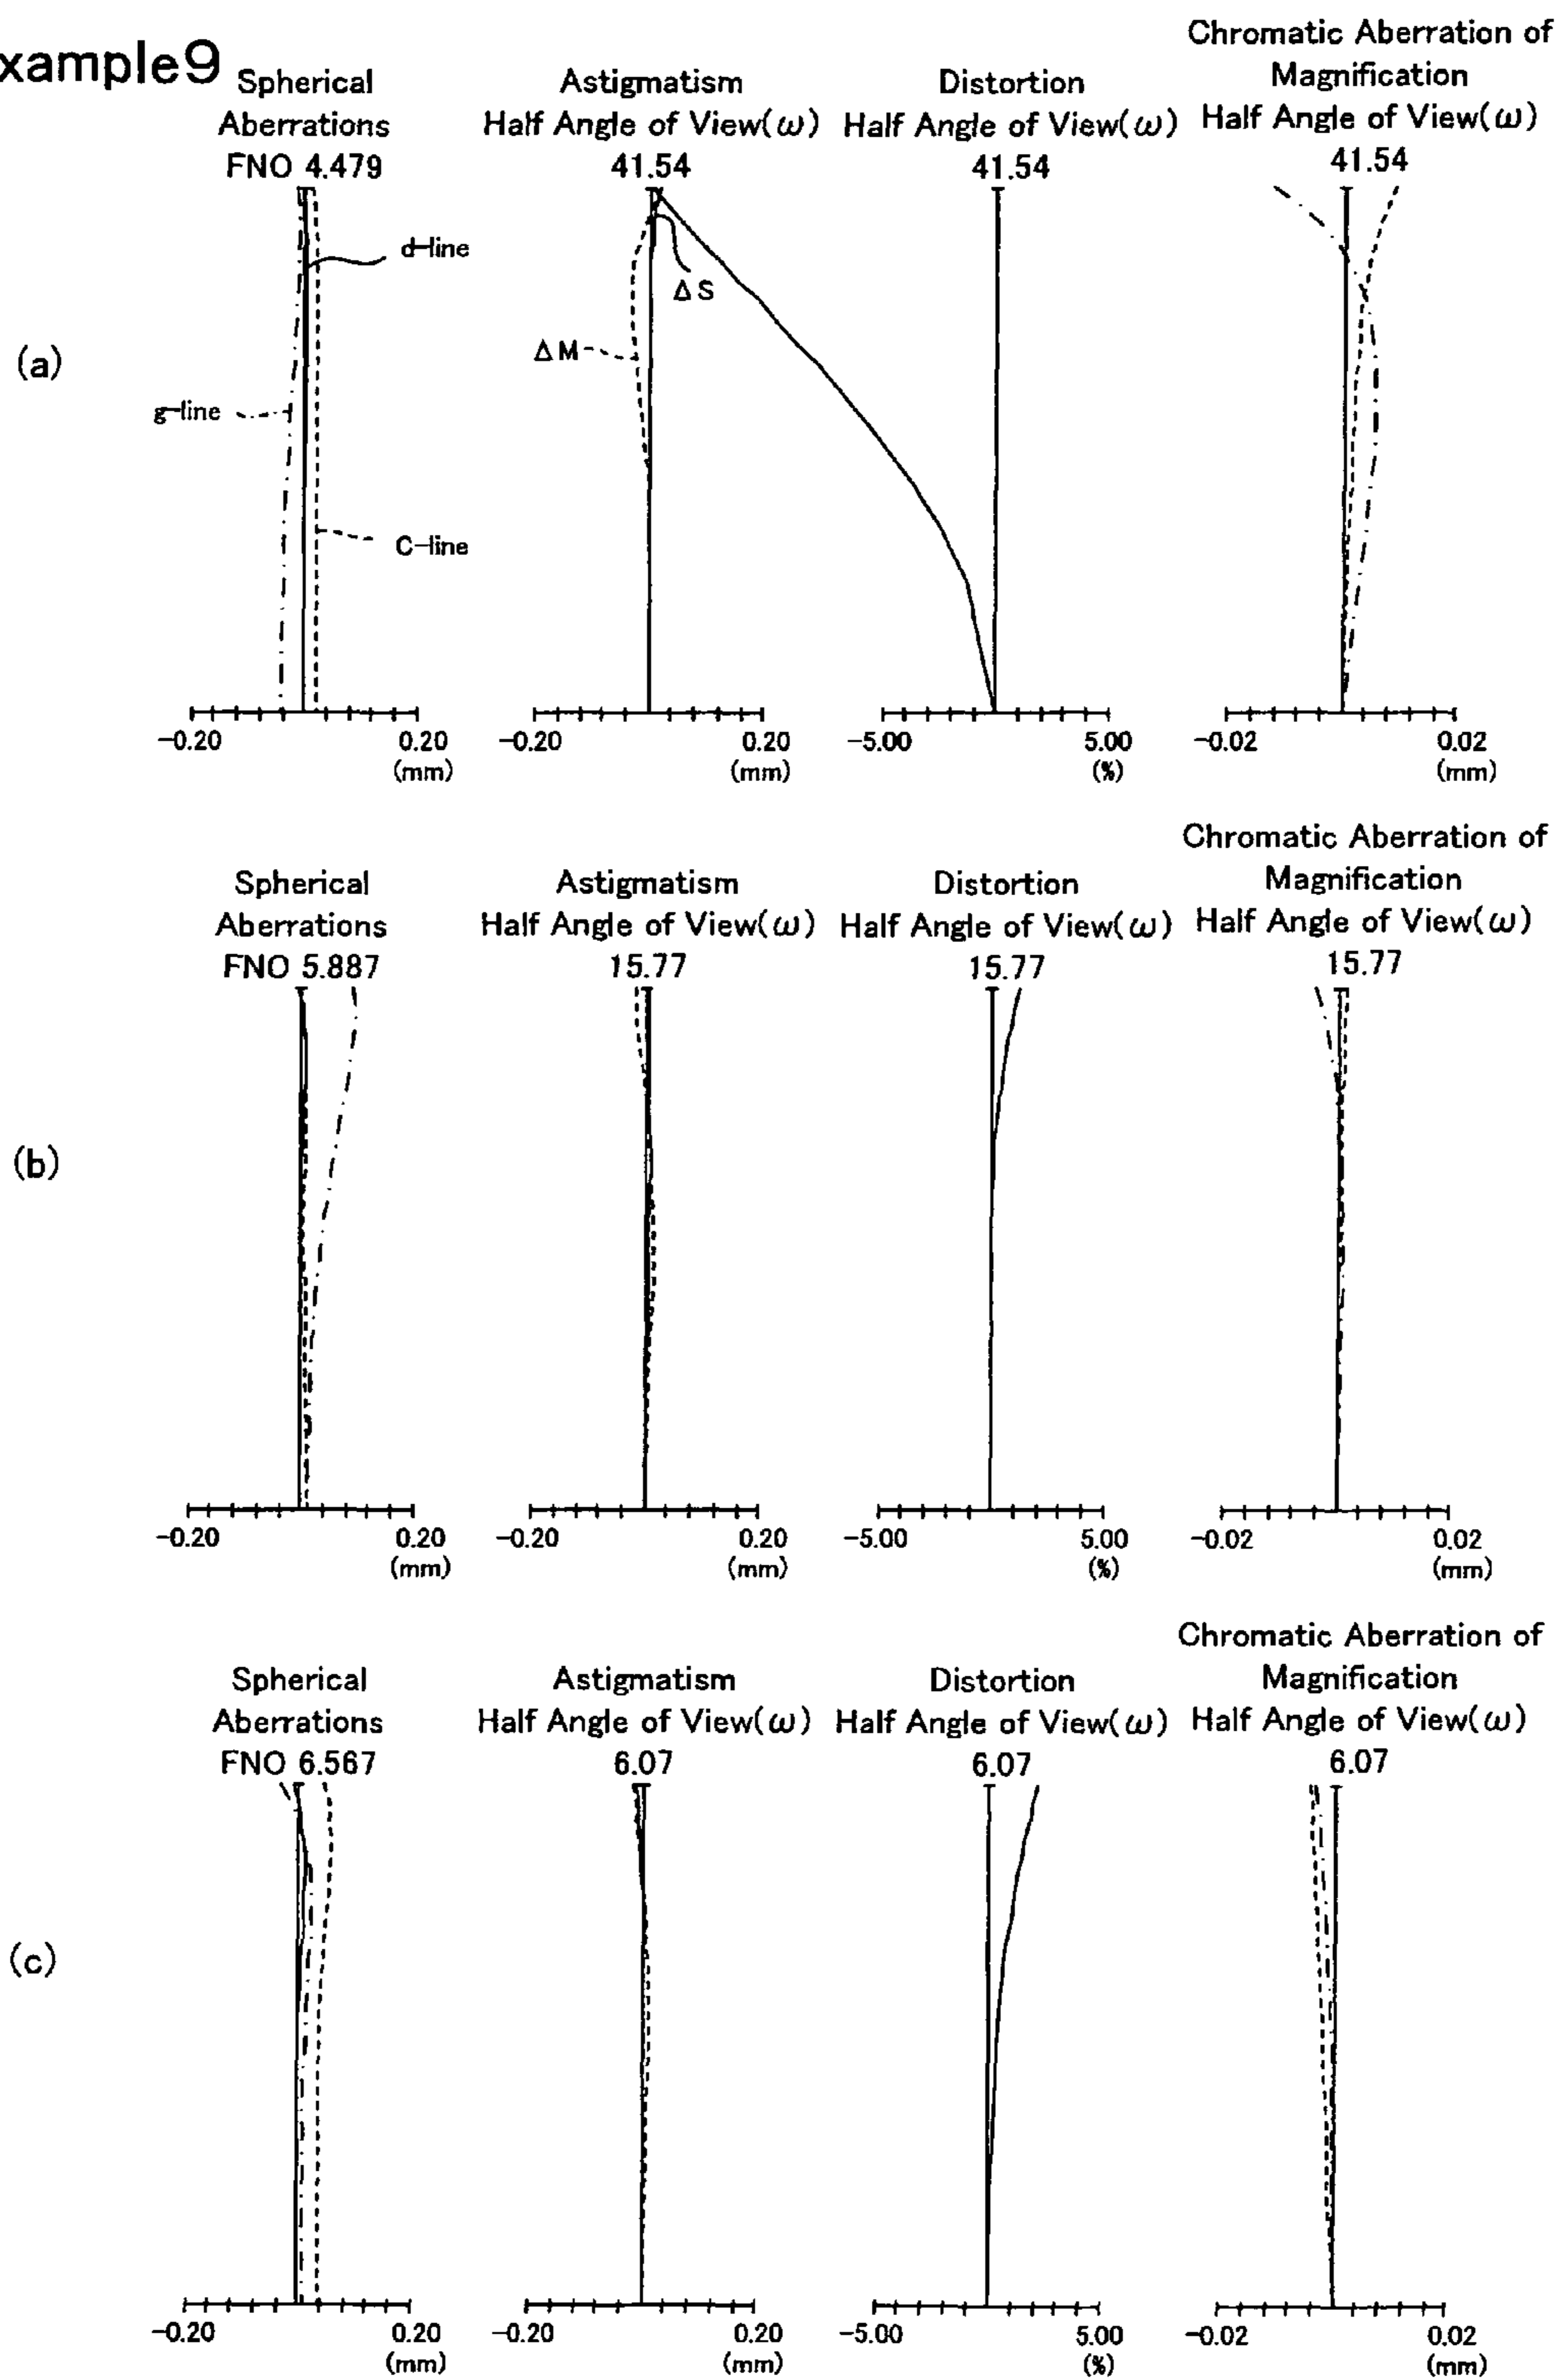 xample9
Spherical
Aberrations
FNO 4.479
Astigmatism
Half Angle of View(ω)
41.54
Distortion
Half Angle of View(ω)
41.54
Chromatic Aberration of
Magnification
Half Angle of View(ω)
41.54
(a)
d-line
g-line
C-line
ΔS
ΔM
-0.20
0.20
(mm)
-0.20
0.20
(mm)
-5.00
5.00
(%)
-0.02
0.02
(mm)
Spherical
Aberrations
FNO 5.887
Astigmatism
Half Angle of View(ω)
15.77
Distortion
Half Angle of View(ω)
15.77
Chromatic Aberration of
Magnification
Half Angle of View(ω)
15.77
(b)
-0.20
0.20
(mm)
-0.20
0.20
(mm)
-5.00
5.00
(%)
-0.02
0.02
(mm)
Spherical
Aberrations
FNO 6.567
Astigmatism
Half Angle of View(ω)
6.07
Distortion
Half Angle of View(ω)
6.07
Chromatic Aberration of
Magnification
Half Angle of View(ω)
6.07
(c)
-0.20
0.20
(mm)
-0.20
0.20
(mm)
-5.00
5.00
(%)
-0.02
0.02
(mm)